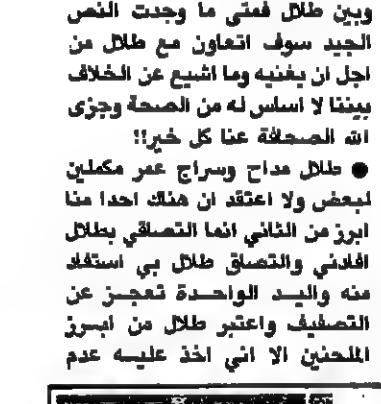 وبين طلال فمتى ما وجدت النص
الجيد سوف اتعاون مع طلال من
اجل ان يغنيه وما اشيع عن الخلاف
بيننا لا اساس له من الصحة وجزى
الله الصحافة عنا كل خير!!
● طلال مداح وسراج عمر مكملين
لبعض ولا اعتقد ان هناك احدا منا
ابرز من الثاني انما التصاقي بطلال
افادني والتصاق طلال بي استفاد
منه واليد الواحدة تعجز عن
التصفيف واعتبر طلال من ابرز
الملحنين الا اني اخذ عليه عدم